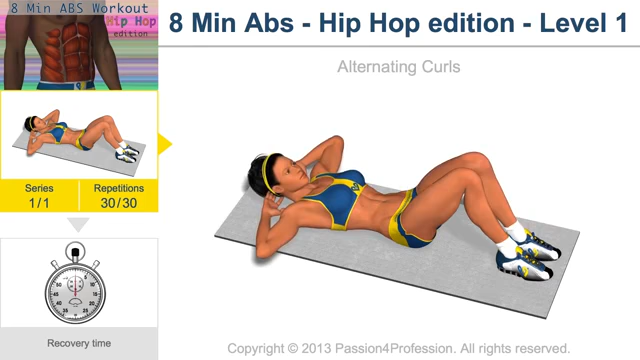 8 Min ABS Workout
Hip Hop
edition
8 Min Abs - Hip Hop edition - Level 1
Alternating Curls
Series
1/1
Repetitions
30/30
Recovery time
Copyright © 2013 Passion4Profession. All rights reserved.